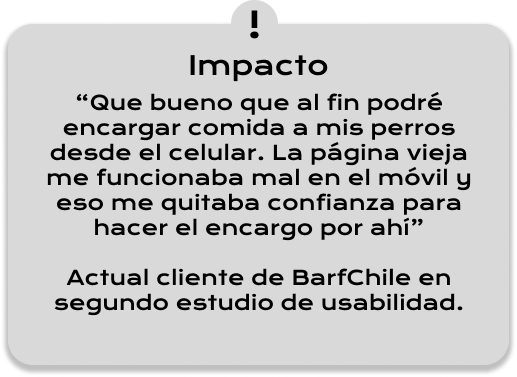 !
Impacto
“Que bueno que al fin podré
encargar comida a mis perros
desde el celular. La página vieja
me funcionaba mal en el móvil y
eso me quitaba confianza para
hacer el encargo por ahí”
Actual cliente de BarfChile en
segundo estudio de usabilidad.